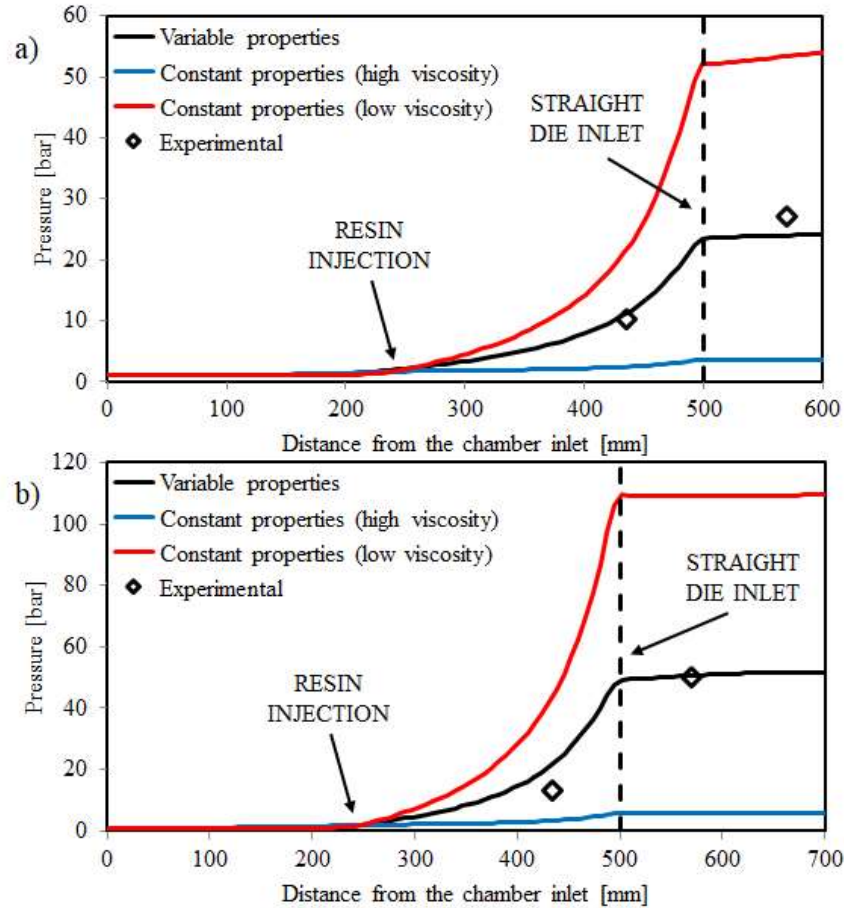 a)
60
50
40
30
20
10
0
Pressure [bar]
Variable properties
Constant properties (high viscosity)
Constant properties (low viscosity)
Experimental
STRAIGHT
DIE INLET
RESIN
INJECTION
0 100 200 300 400 500 600
Distance from the chamber inlet [mm]
b)
120
100
80
60
40
20
0
Pressure [bar]
Variable properties
Constant properties (high viscosity)
Constant properties (low viscosity)
Experimental
STRAIGHT
DIE INLET
RESIN
INJECTION
0 100 200 300 400 500 600 700
Distance from the chamber inlet [mm]